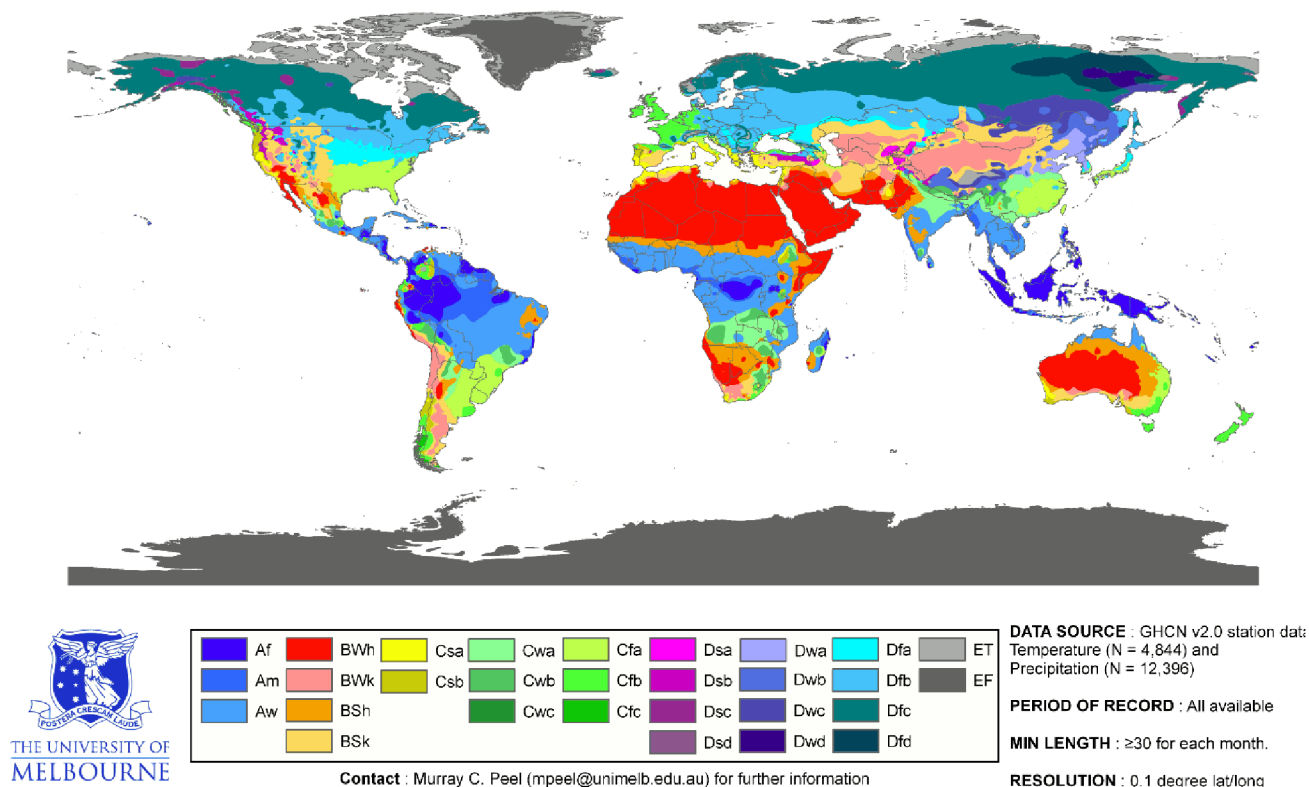 Af
Am
Aw
BWh
BWk
BSh
BSk
Csa
Csb
Cwa
Cwb
Cwc
Cfa
Cfb
Cfc
Dsa
Dsb
Dsc
Dsd
Dwa
Dwb
Dwc
Dwd
Dfa
Dfb
Dfc
Dfd
ET
EF
DATA SOURCE : GHCN v2.0 station data
Temperature (N = 4,844) and
Precipitation (N = 12,396)
PERIOD OF RECORD : All available
MIN LENGTH : ≥30 for each month.
RESOLUTION : 0.1 degree lat/long
POSTERA CRESCAM LAUDE
THE UNIVERSITY OF
MELBOURNE
Contact : Murray C. Peel (mpeel@unimelb.edu.au) for further information